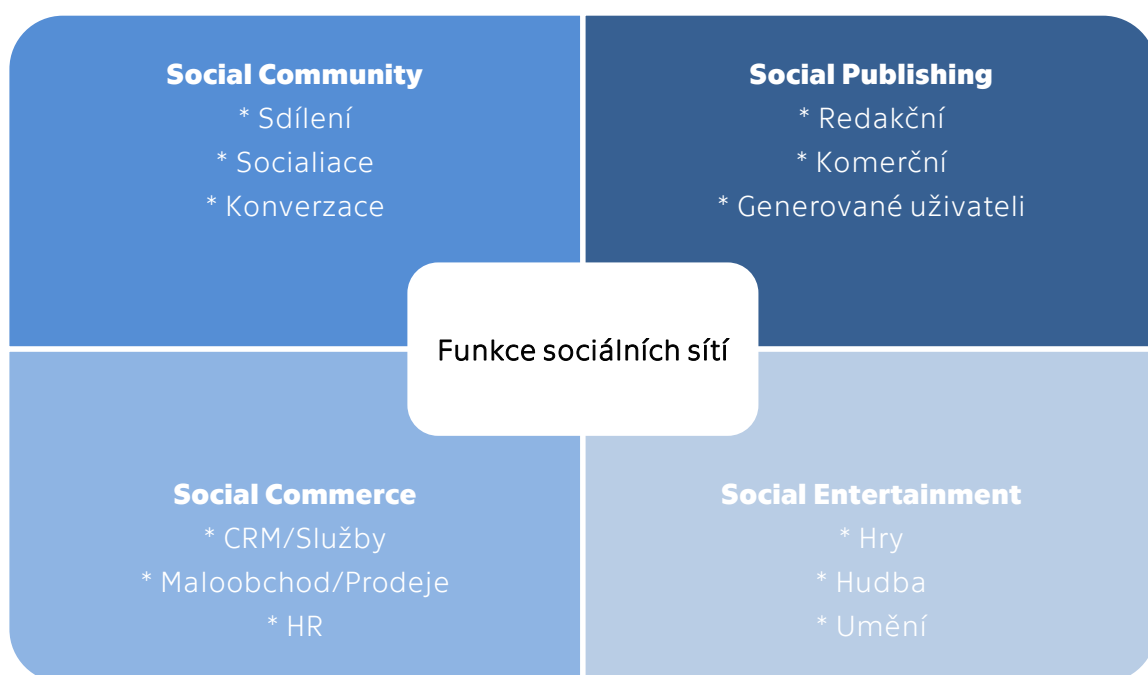 Social Community
* Sdílení
* Socialiace
* Konverzace
Social Publishing
* Redakční
* Komerční
* Generované uživateli
Funkce sociálních sítí
Social Commerce
* CRM/Služby
* Maloobchod/Prodeje
* HR
Social Entertainment
* Hry
* Hudba
* Umění